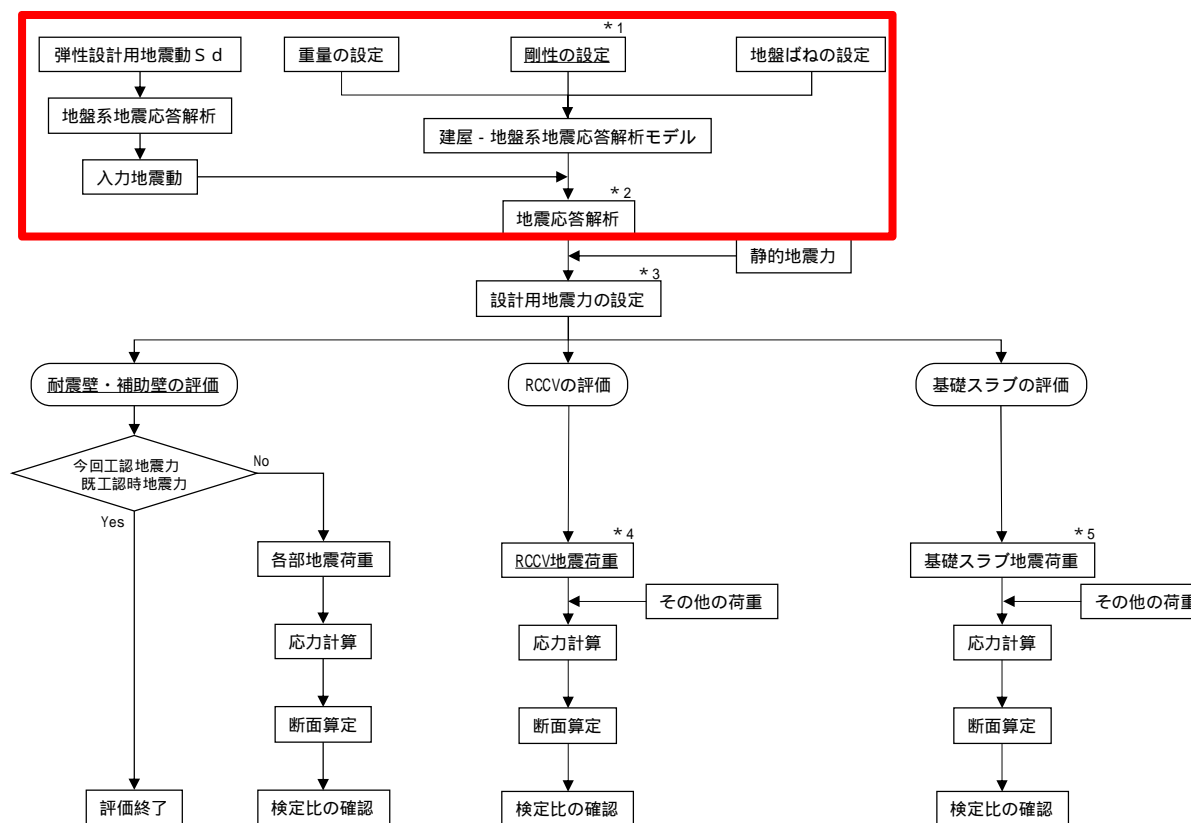 *1
弾性設計用地震動Sd
重量の設定
剛性の設定
地盤ばねの設定
地盤系地震応答解析
建屋-地盤系地震応答解析モデル
入力地震動
*2
地震応答解析
静的地震力
*3
設計用地震力の設定
耐震壁・補助壁の評価
RCCVの評価
基礎スラブの評価
今回工認地震力
既工認時地震力
No
Yes
各部地震荷重
*4
RCCV地震荷重
*5
基礎スラブ地震荷重
その他の荷重
その他の荷重
応力計算
応力計算
応力計算
断面算定
断面算定
断面算定
評価終了
検定比の確認
検定比の確認
検定比の確認